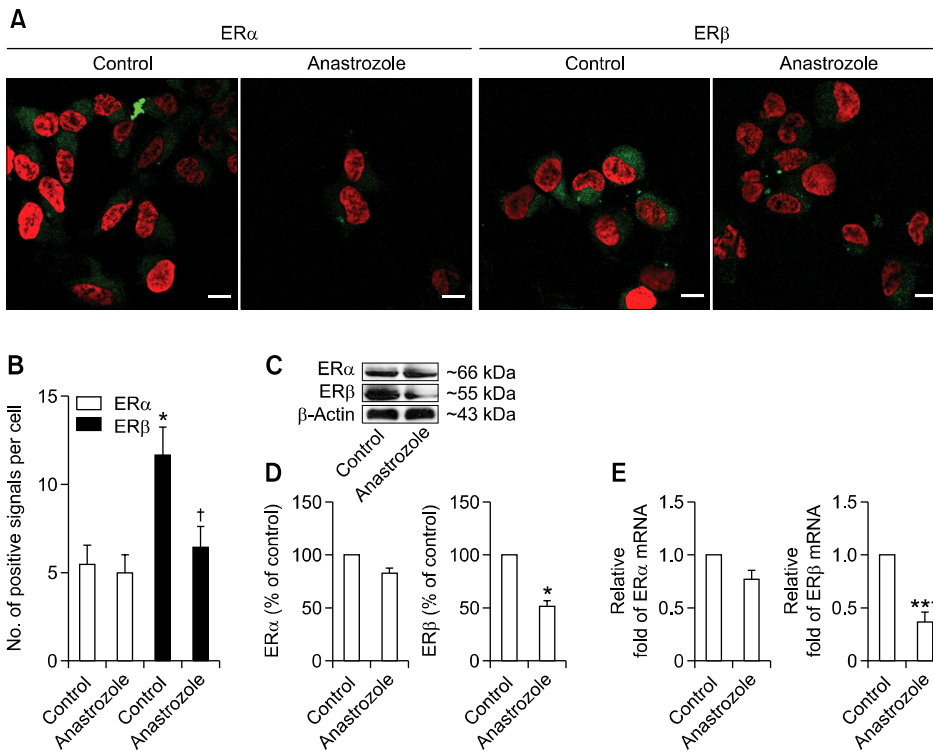 A
ERα
ERβ
Control
Anastrozole
Control
Anastrozole
B
No. of positive signals per cell
15
10
5
0
ERα
ERβ
*
†
Control
Anastrozole
Control
Anastrozole
C
ERα
~66 kDa
ERβ
~55 kDa
β-Actin
~43 kDa
Control
Anastrozole
D
ERα (% of control)
150
100
50
0
Control
Anastrozole
ERβ (% of control)
150
100
50
0
*
Control
Anastrozole
E
Relative
fold of ERα mRNA
1.5
1.0
0.5
0
Control
Anastrozole
Relative
fold of ERβ mRNA
1.5
1.0
0.5
0
***
Control
Anastrozole